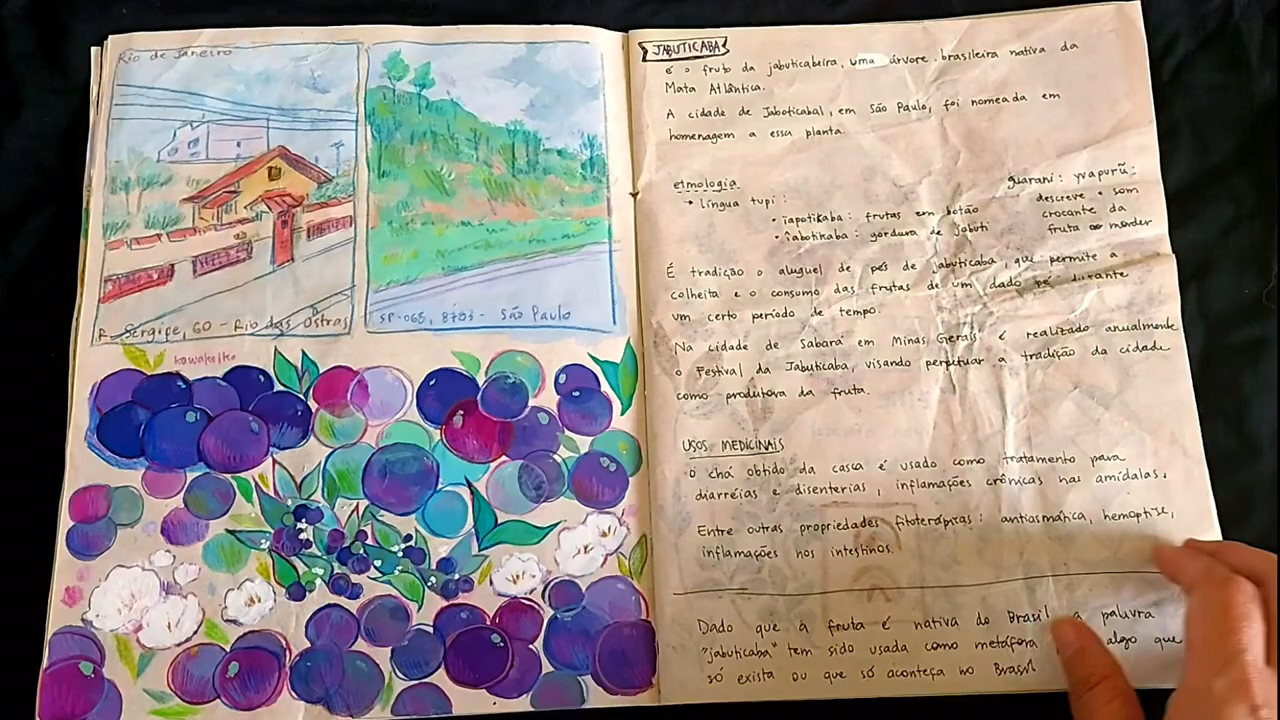 Rio de Janeiro
R. Sergipe, 60 - Rio das Ostras
SP-065, 8703 - São Paulo
kawakeiko
JABUTICABA
é o fruto da jabuticabeira, uma árvore brasileira nativa da
Mata Atlântica.
A cidade de Jaboticabal, em São Paulo, foi nomeada em
homenagem a essa planta.
etmologia
→ língua tupi:
• ïapotikaba: frutas em botão
• ïabotikaba: gordura de jabuti
guarani: yvapurũ:
descreve o som
crocante da
fruta ao morder
É tradição o aluguel de pés de jabuticaba, que permite a
colheita e o consumo das frutas de um dado pé durante
um certo período de tempo.
Na cidade de Sabará em Minas Gerais é realizado anualmente
o Festival da Jabuticaba, visando perpetuar a tradição da cidade
como produtora da fruta.
USOS MEDICINAIS
o chá obtido da casca é usado como tratamento para
diarréias e disenterias, inflamações crônicas nas amídalas.
Entre outras propriedades fitoterápicas: antiasmática, hemoptise,
inflamações nos intestinos.
Dado que a fruta é nativa do Brasil a palavra
"jabuticaba" tem sido usada como metáfora algo que
só exista ou que só aconteça no Brasil